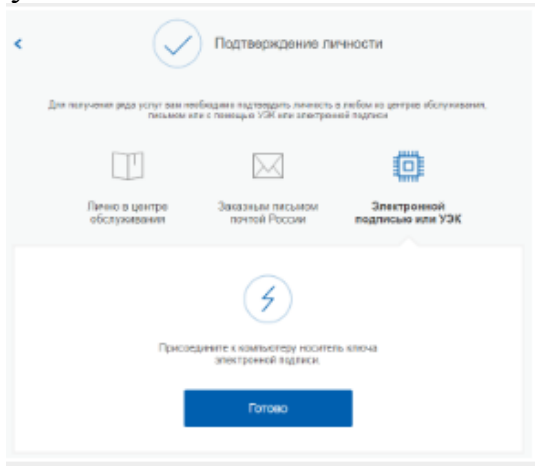 Подтверждение личности
Для получения ряда услуг вам необходимо подтвердить личность в любом из центров обслуживания,
письмом или с помощью УЭК или электронной подписи
Лично в центре
обслуживания
Заказным письмом
почтой России
Электронной
подписью или УЭК
Присоедините к компьютеру носитель ключа
электронной подписи.
Готово